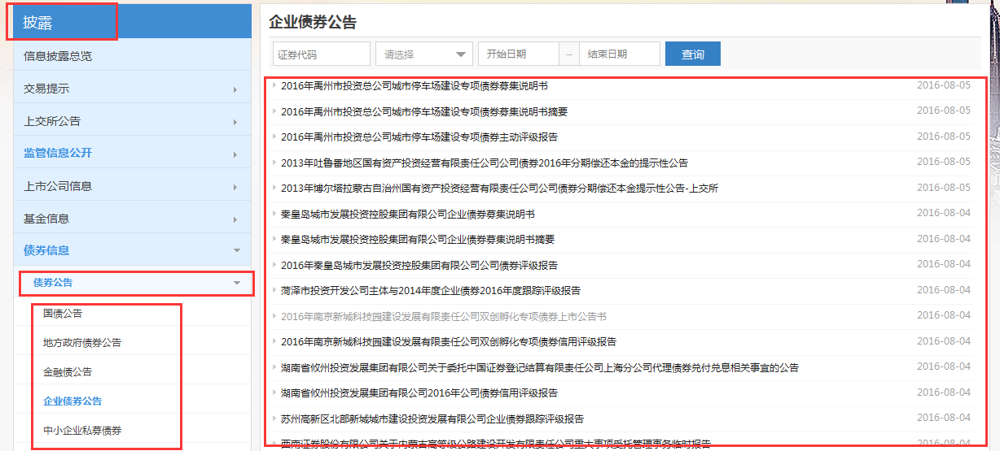 披露
信息披露总览
交易提示
上交所公告
监管信息公开
上市公司信息
基金信息
债券信息
债券公告
国债公告
地方政府债券公告
金融债公告
企业债券公告
中小企业私募债券
企业债券公告
证券代码 请选择 开始日期 — 结束日期 查询
2016年禹州市投资总公司城市停车场建设专项债券募集说明书 2016-08-05
2016年禹州市投资总公司城市停车场建设专项债券募集说明书摘要 2016-08-05
2016年禹州市投资总公司城市停车场建设专项债券主动评级报告 2016-08-05
2013年吐鲁番地区国有资产投资经营有限责任公司公司债券2016年分期偿还本金的提示性公告 2016-08-05
2013年博尔塔拉蒙古自治州国有资产投资经营有限责任公司公司债券分期偿还本金提示性公告-上交所 2016-08-05
秦皇岛城市发展投资控股集团有限公司企业债券募集说明书 2016-08-04
秦皇岛城市发展投资控股集团有限公司企业债券募集说明书摘要 2016-08-04
2016年秦皇岛城市发展投资控股集团有限公司公司债券评级报告 2016-08-04
菏泽市投资开发公司主体与2014年度企业债券2016年度跟踪评级报告 2016-08-04
2016年南京新城科技园建设发展有限责任公司双创孵化专项债券上市公告书 2016-08-04
2016年南京新城科技园建设发展有限责任公司双创孵化专项债券信用评级报告 2016-08-04
湖南省攸州投资发展集团有限公司关于委托中国证券登记结算有限责任公司上海分公司代理债券兑付兑息相关事宜的公告 2016-08-04
湖南省攸州投资发展集团有限公司2016年公司债券信用评级报告 2016-08-04
苏州高新区北部新城城市建设投资发展有限公司企业债券跟踪评级报告 2016-08-04
西南证券股份有限公司关于内蒙古高等级公路建设开发有限责任公司重大事项受托管理事务临时报告 2016-08-04